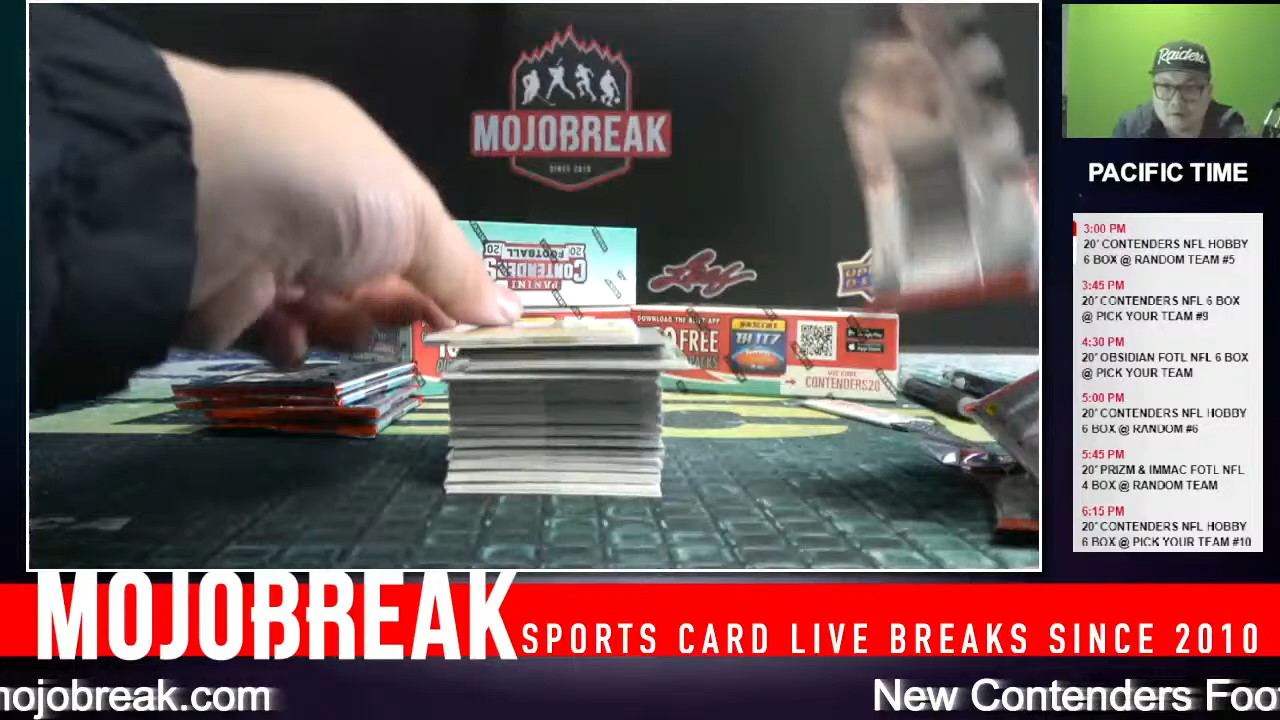 MOJOBREAK
SINCE 2010
Raiders
PACIFIC TIME
3:00 PM
20' CONTENDERS NFL HOBBY
6 BOX @ RANDOM TEAM #5
3:45 PM
20' CONTENDERS NFL 6 BOX
@ PICK YOUR TEAM #9
4:30 PM
20' OBSIDIAN FOTL NFL 6 BOX
@ PICK YOUR TEAM
5:00 PM
20' CONTENDERS NFL HOBBY
6 BOX @ RANDOM #6
5:45 PM
20' PRIZM & IMMAC FOTL NFL
4 BOX @ RANDOM TEAM
6:15 PM
20' CONTENDERS NFL HOBBY
6 BOX @ PICK YOUR TEAM #10
20 FOOTBALL 20
CONTENDERS
PANINI
Leaf
DOWNLOAD THE BLITZ APP
FREE
PANINI
BLITZ
USE CODE
CONTENDERS20
MOJOBREAK
SPORTS CARD LIVE BREAKS SINCE 2010
mojobreak.com
New Contenders Foot